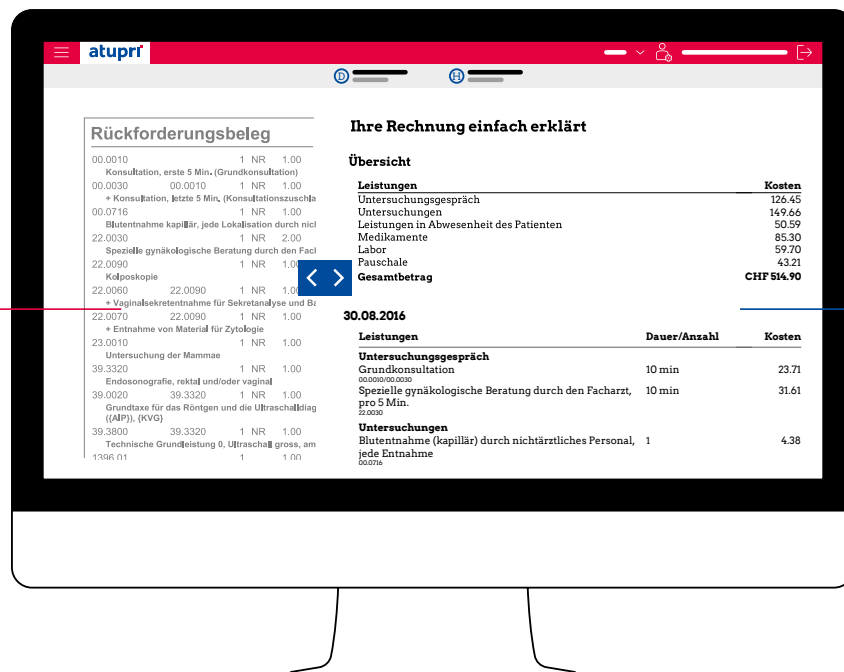 atupri
D
H
Rückforderungsbeleg
00.0010 1 NR 1.00
Konsultation, erste 5 Min. (Grundkonsultation)
00.0030 00.0010 1 NR 1.00
+ Konsultation, letzte 5 Min. (Konsultationszuschla
00.0716 1 NR 1.00
Blutentnahme kapillär, jede Lokalisation durch nicl
22.0030 1 NR 2.00
Spezielle gynäkologische Beratung durch den Facl
22.0090 1 NR 1.00
Kolposkopie
22.0060 22.0090 1 NR 1.00
+ Vaginalsekretentnahme für Sekretanalyse und Ba
22.0070 22.0090 1 NR 1.00
+ Entnahme von Material für Zytologie
23.0010 1 NR 1.00
Untersuchung der Mammae
39.3320 1 NR 1.00
Endosonografie, rektal und/oder vaginal
39.0020 39.3320 1 NR 1.00
Grundtaxe für das Röntgen und die Ultraschalldiag
({AIP}), {KVG}
39.3800 39.3320 1 NR 1.00
Technische Grundleistung 0, Ultraschall gross, am
1396.01 1 1.00
Ihre Rechnung einfach erklärt
Übersicht
Leistungen Kosten
Untersuchungsgespräch 126.45
Untersuchungen 149.66
Leistungen in Abwesenheit des Patienten 50.59
Medikamente 85.30
Labor 59.70
Pauschale 43.21
Gesamtbetrag CHF 514.90
30.08.2016
Leistungen Dauer/Anzahl Kosten
Untersuchungsgespräch
Grundkonsultation 10 min 23.71
00.0010/00.0030
Spezielle gynäkologische Beratung durch den Facharzt, 10 min 31.61
pro 5 Min.
22.0030
Untersuchungen
Blutentnahme (kapillär) durch nichtärztliches Personal, 1 4.38
jede Entnahme
00.0716